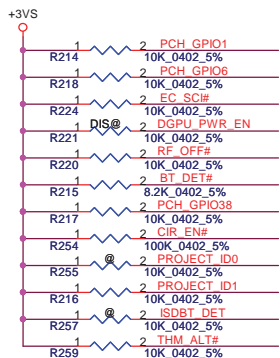 +3VS
1 2 PCH_GPIO1
R214 10K_0402_5%
1 2 PCH_GPIO6
R218 10K_0402_5%
1 2 EC_SCI#
R224 10K_0402_5%
1 DIS@ 2 DGPU_PWR_EN
R221 10K_0402_5%
1 2 RF_OFF#
R220 10K_0402_5%
1 2 BT_DET#
R215 8.2K_0402_5%
1 2 PCH_GPIO38
R217 10K_0402_5%
1 2 CIR_EN#
R254 100K_0402_5%
1 @ 2 PROJECT_ID0
R255 10K_0402_5%
1 2 PROJECT_ID1
R216 10K_0402_5%
1 @ 2 ISDBT_DET
R257 10K_0402_5%
1 2 THM_ALT#
R259 10K_0402_5%